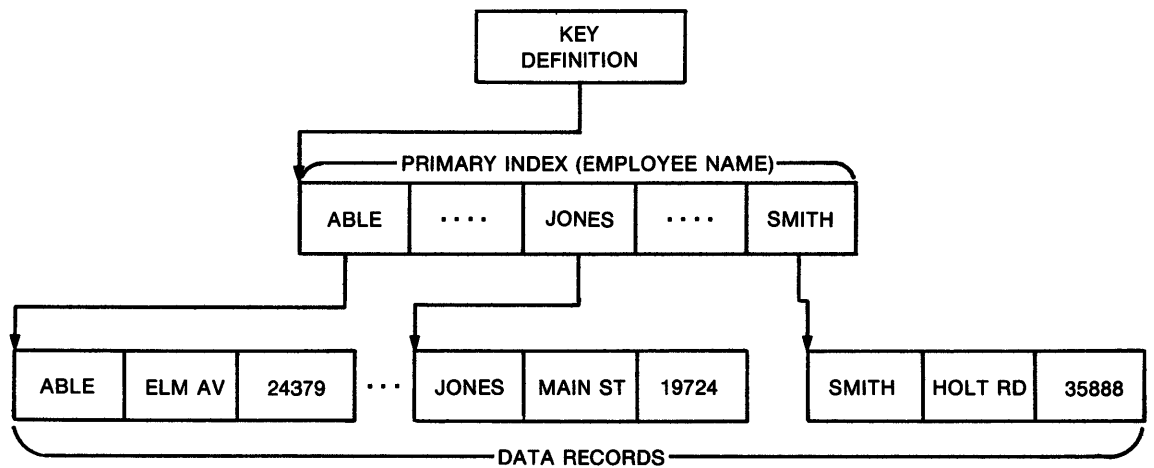 KEY
DEFINITION
PRIMARY INDEX (EMPLOYEE NAME)
ABLE .... JONES .... SMITH
ABLE ELM AV 24379 ... JONES MAIN ST 19724 SMITH HOLT RD 35888
DATA RECORDS